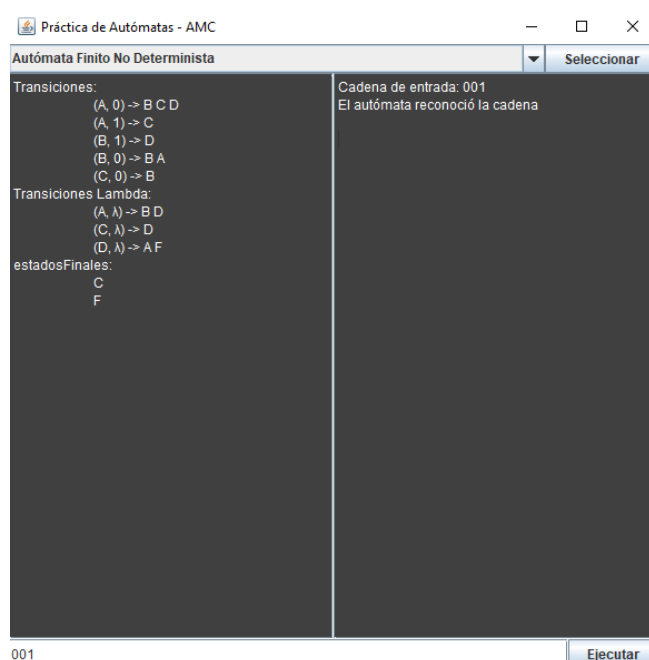 Práctica de Autómatas - AMC
Autómata Finito No Determinista
Seleccionar
Transiciones:
(A, 0) -> B C D
(A, 1) -> C
(B, 1) -> D
(B, 0) -> B A
(C, 0) -> B
Transiciones Lambda:
(A, λ) -> B D
(C, λ) -> D
(D, λ) -> A F
estadosFinales:
C
F
Cadena de entrada: 001
El autómata reconoció la cadena
001
Ejecutar